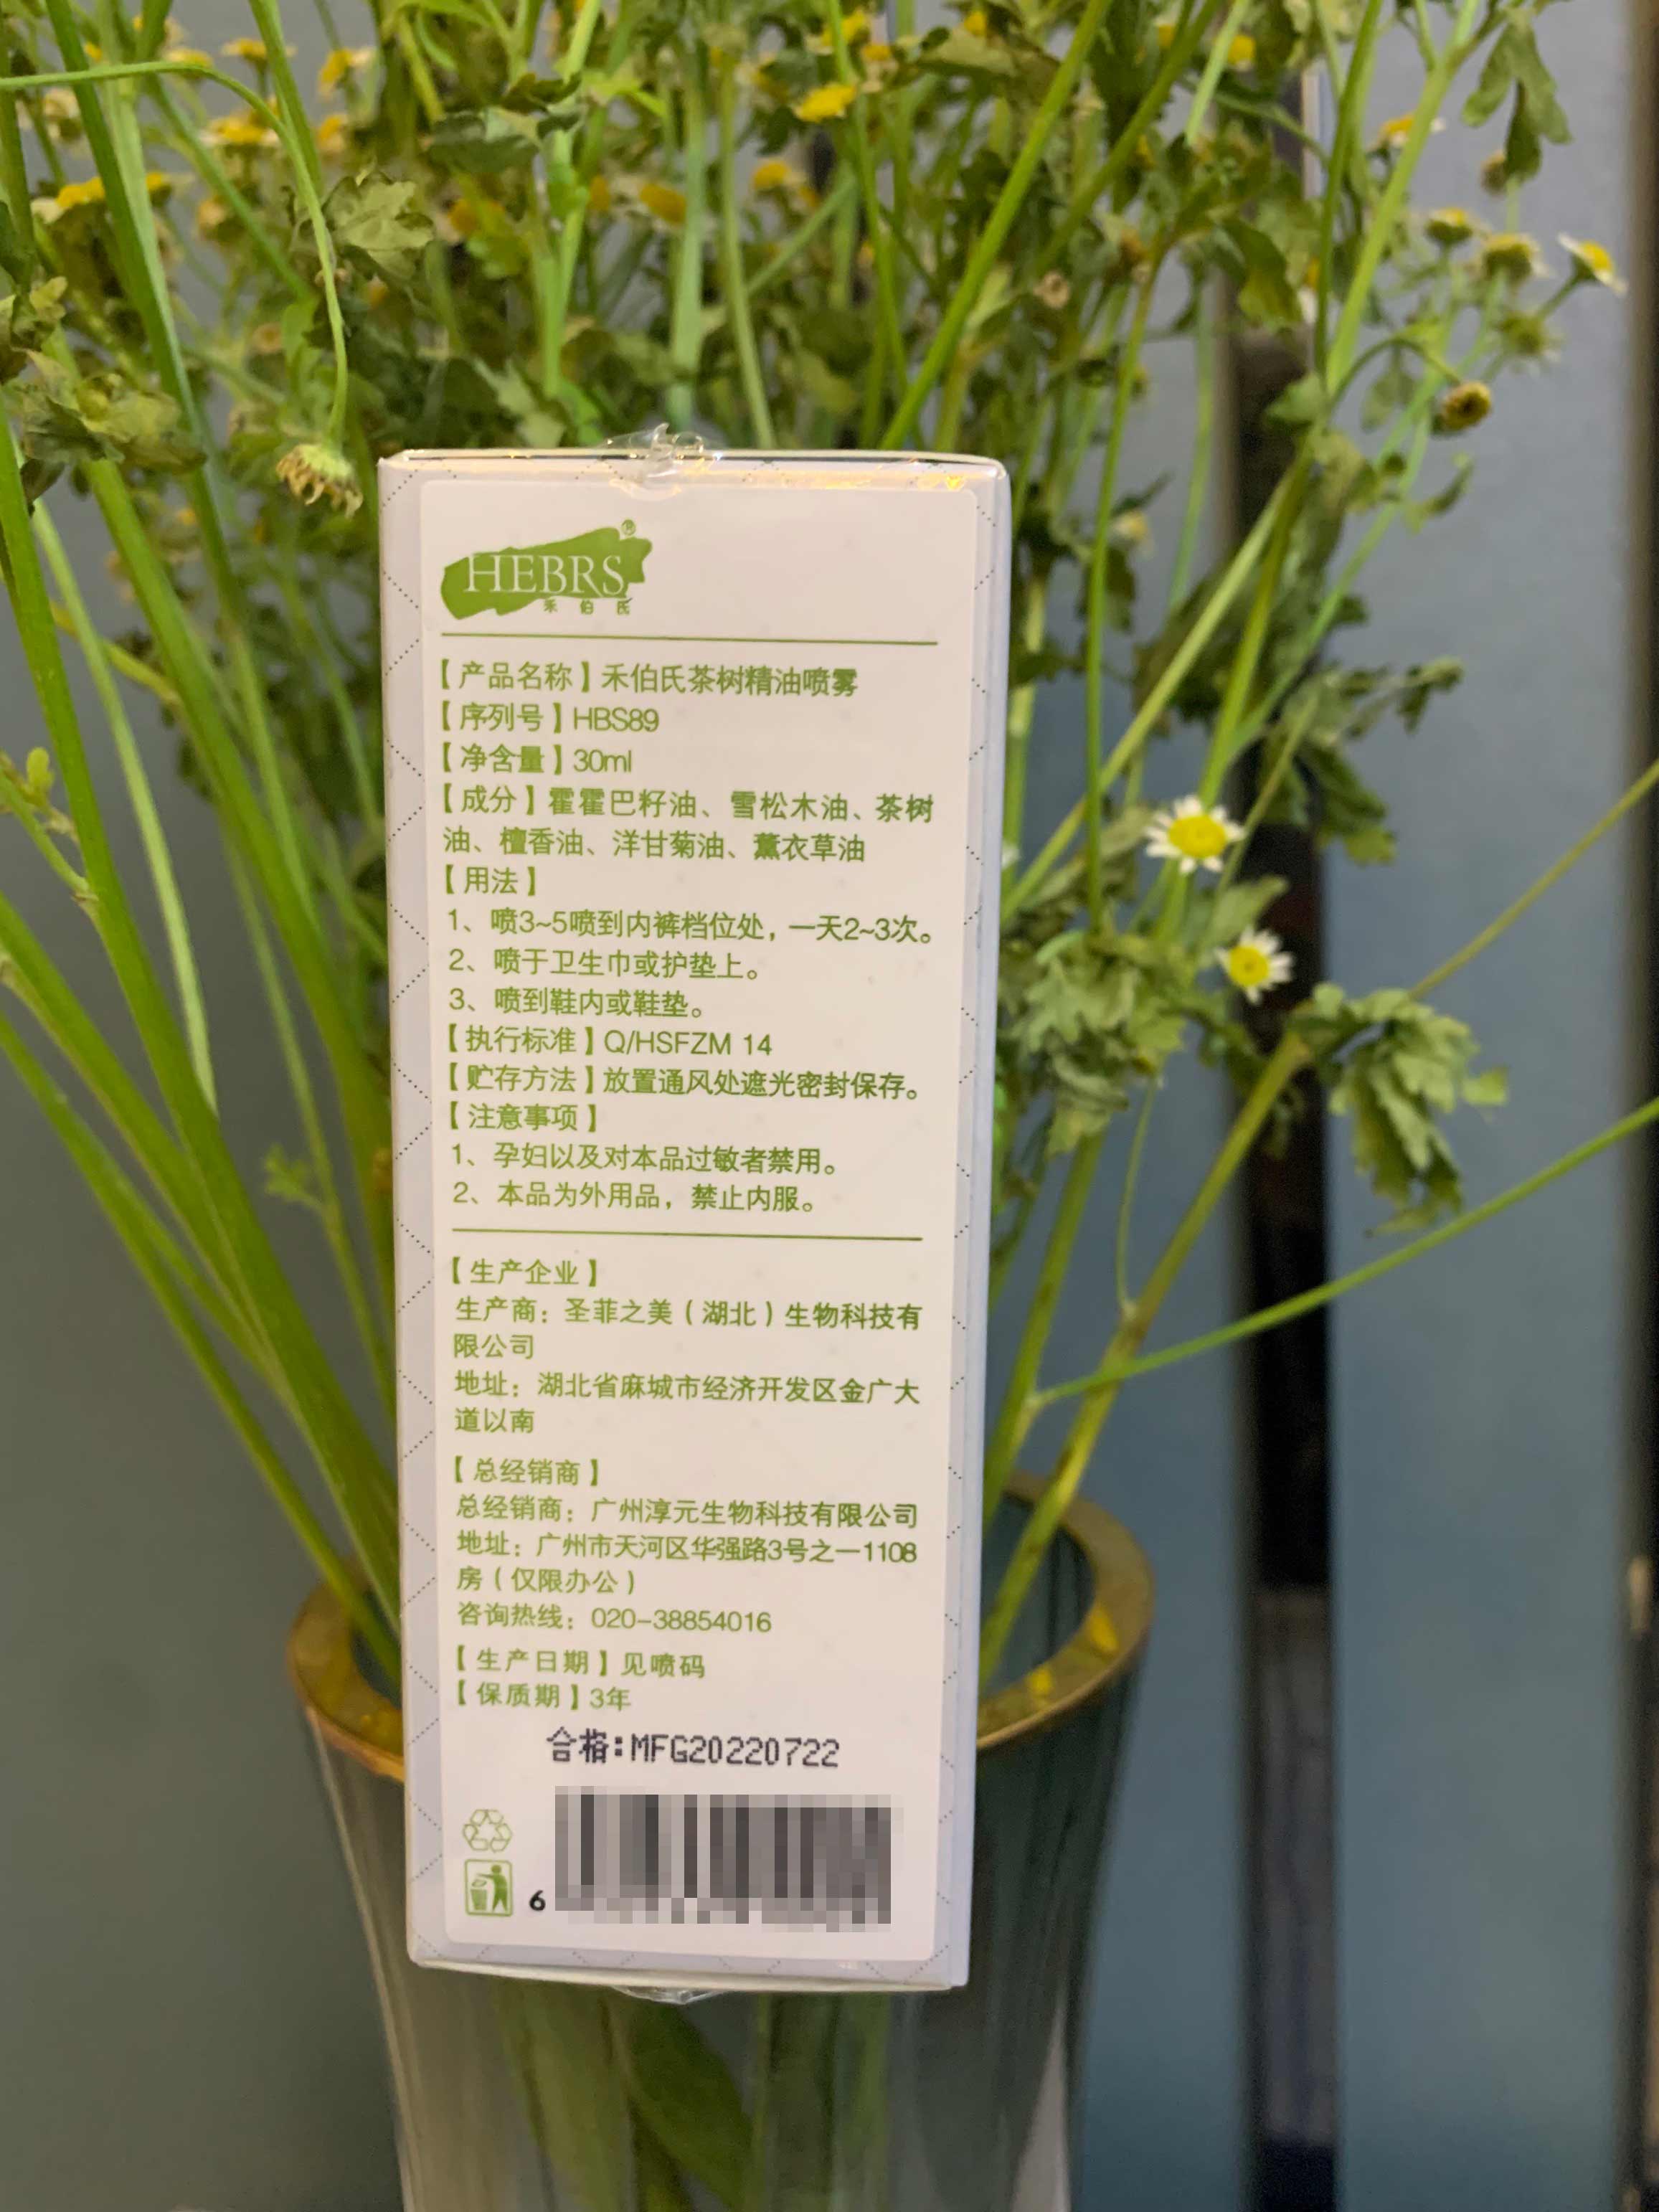 HEBRS®
禾伯氏
【产品名称】禾伯氏茶树精油喷雾
【序列号】HBS89
【净含量】30ml
【成分】霍霍巴籽油、雪松木油、茶树
油、檀香油、洋甘菊油、薰衣草油
【用法】
1、喷3~5喷到内裤档位处，一天2~3次。
2、喷于卫生巾或护垫上。
3、喷到鞋内或鞋垫。
【执行标准】Q/HSFZM 14
【贮存方法】放置通风处遮光密封保存。
【注意事项】
1、孕妇以及对本品过敏者禁用。
2、本品为外用品，禁止内服。
【生产企业】
生产商：圣菲之美（湖北）生物科技有
限公司
地址：湖北省麻城市经济开发区金广大
道以南
【总经销商】
总经销商：广州淳元生物科技有限公司
地址：广州市天河区华强路3号之一1108
房（仅限办公）
咨询热线：020-38854016
【生产日期】见喷码
【保质期】3年
合格:MFG20220722
6